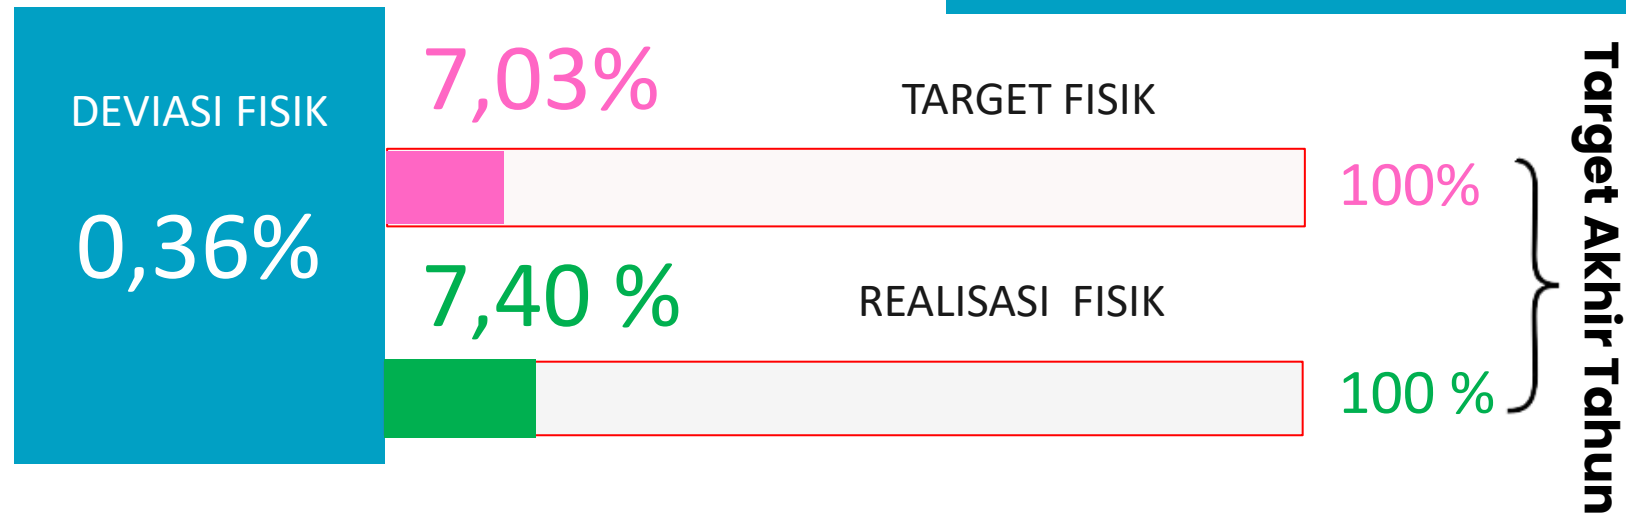 DEVIASI FISIK
0,36%
7,03%
TARGET FISIK
100%
7,40 %
REALISASI  FISIK
100 %
Target Akhir Tahun